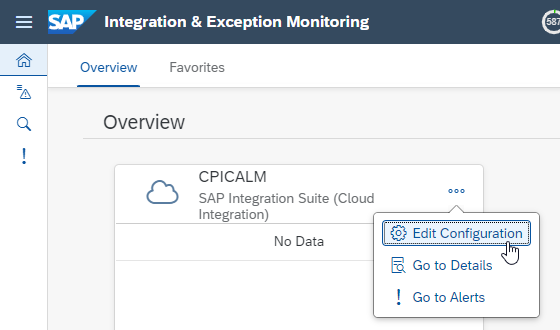 SAP Integration & Exception Monitoring
587
Overview Favorites
Overview
CPICALM
SAP Integration Suite (Cloud
Integration)
No Data
Edit Configuration
Go to Details
Go to Alerts